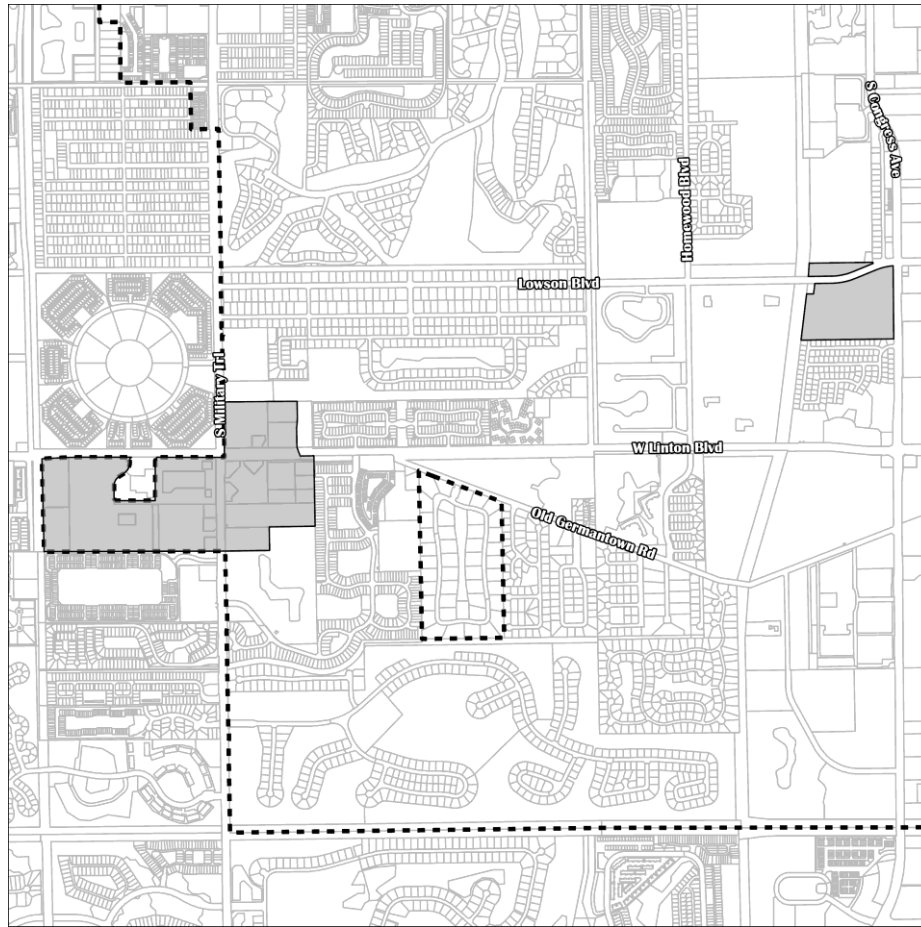 S Congress Ave
Homewood Blvd
Lowson Blvd
S Military Trl
W Linton Blvd
Old Germantown Rd